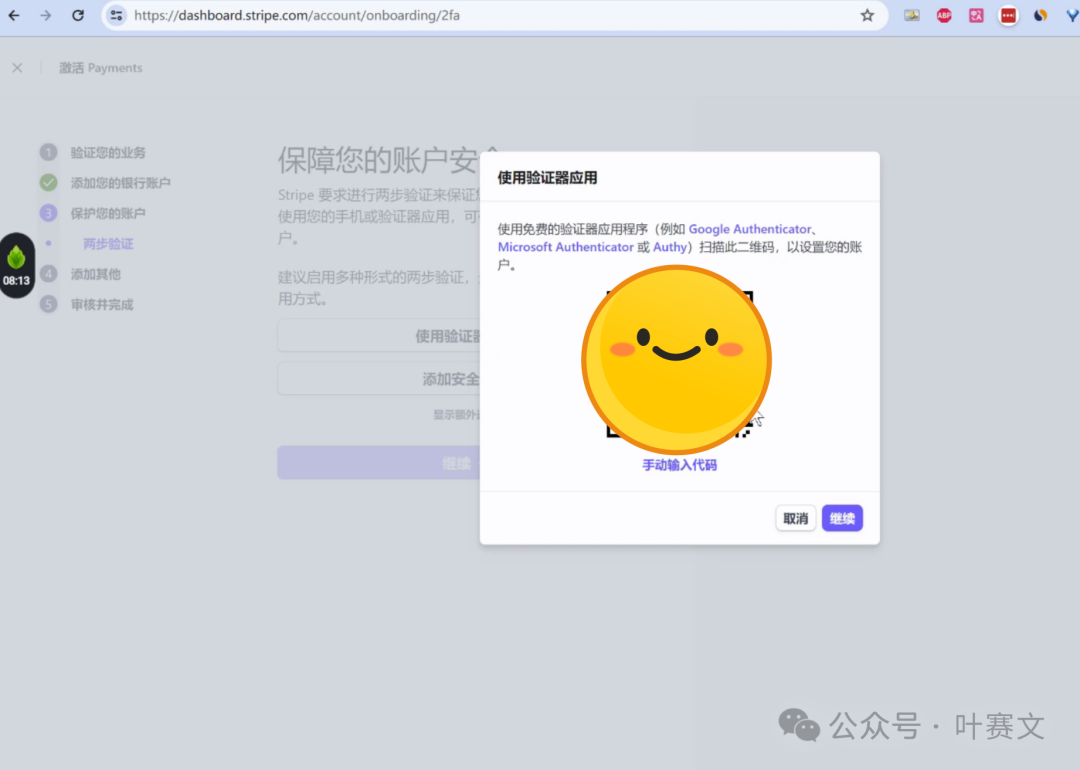 https://dashboard.stripe.com/account/onboarding/2fa
ABP
激活 Payments
1 验证您的业务
添加您的银行账户
3 保护您的账户
两步验证
4 添加其他
5 审核并完成
08:13
保障您的账户安全
Stripe 要求进行两步验证来保证您
使用您的手机或验证器应用，可
户。
建议启用多种形式的两步验证，
用方式。
使用验证器
添加安全
显示额外
继续
使用验证器应用
使用免费的验证器应用程序（例如 Google Authenticator、
Microsoft Authenticator 或 Authy）扫描此二维码，以设置您的账
户。
手动输入代码
取消
继续
公众号 · 叶赛文